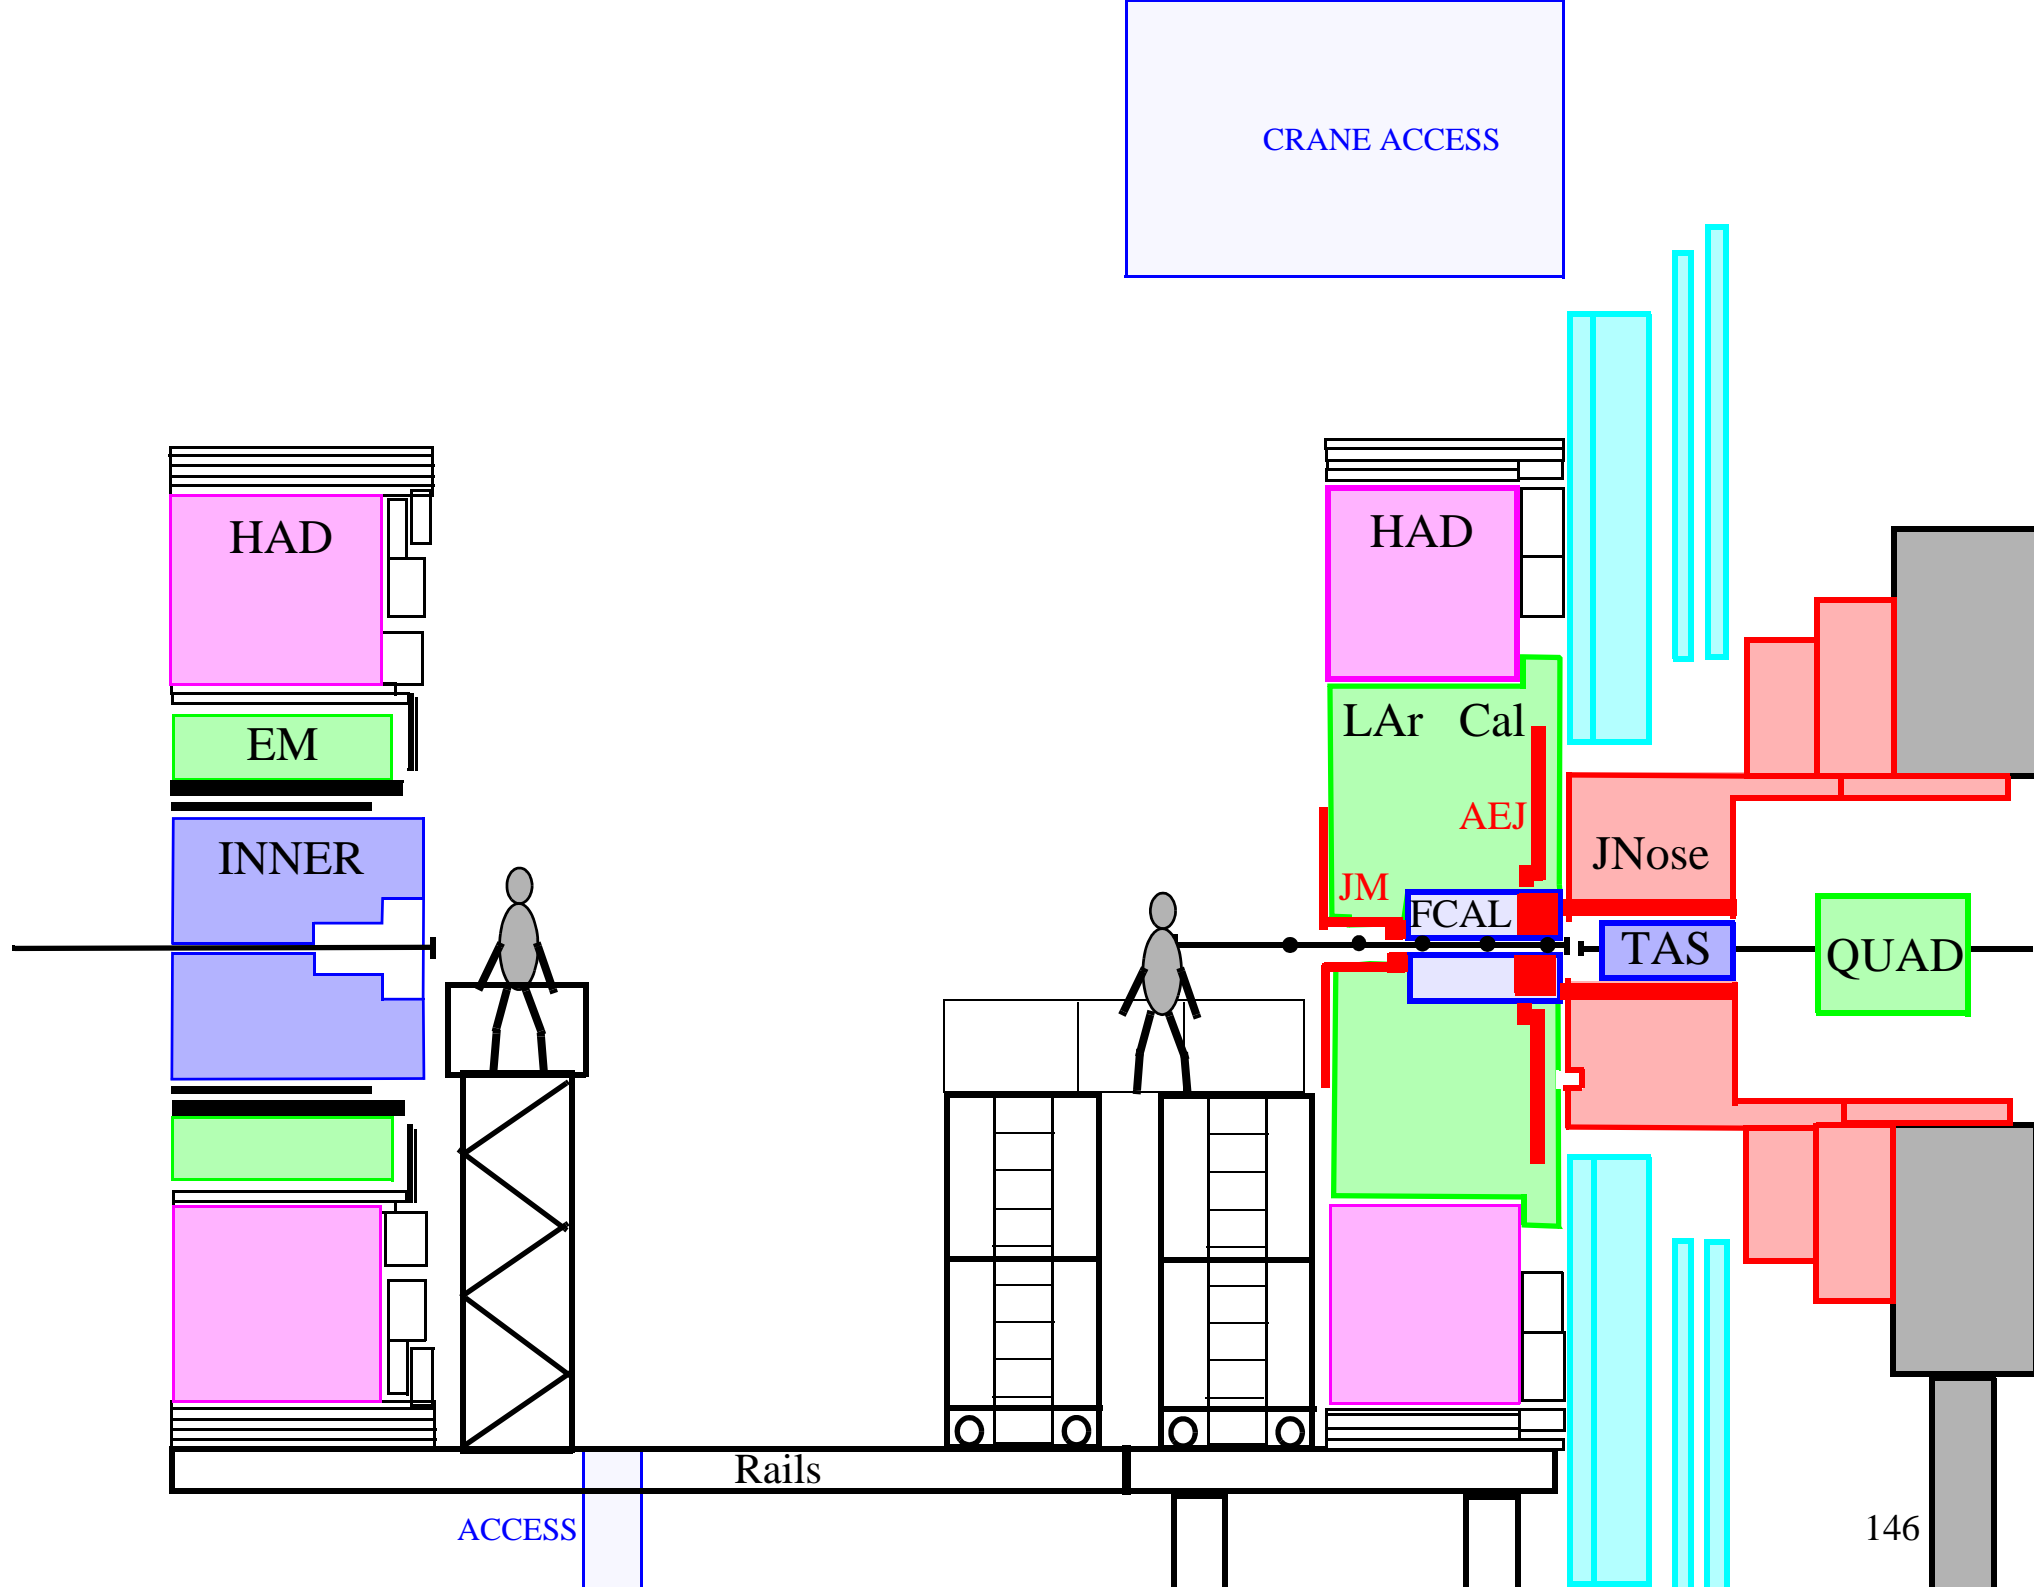 CRANE ACCESS
HAD
HAD
LAr Cal
EM
AEJ
INNER
JNose
JM
FCAL
TAS
QUAD
Rails
ACCESS
146